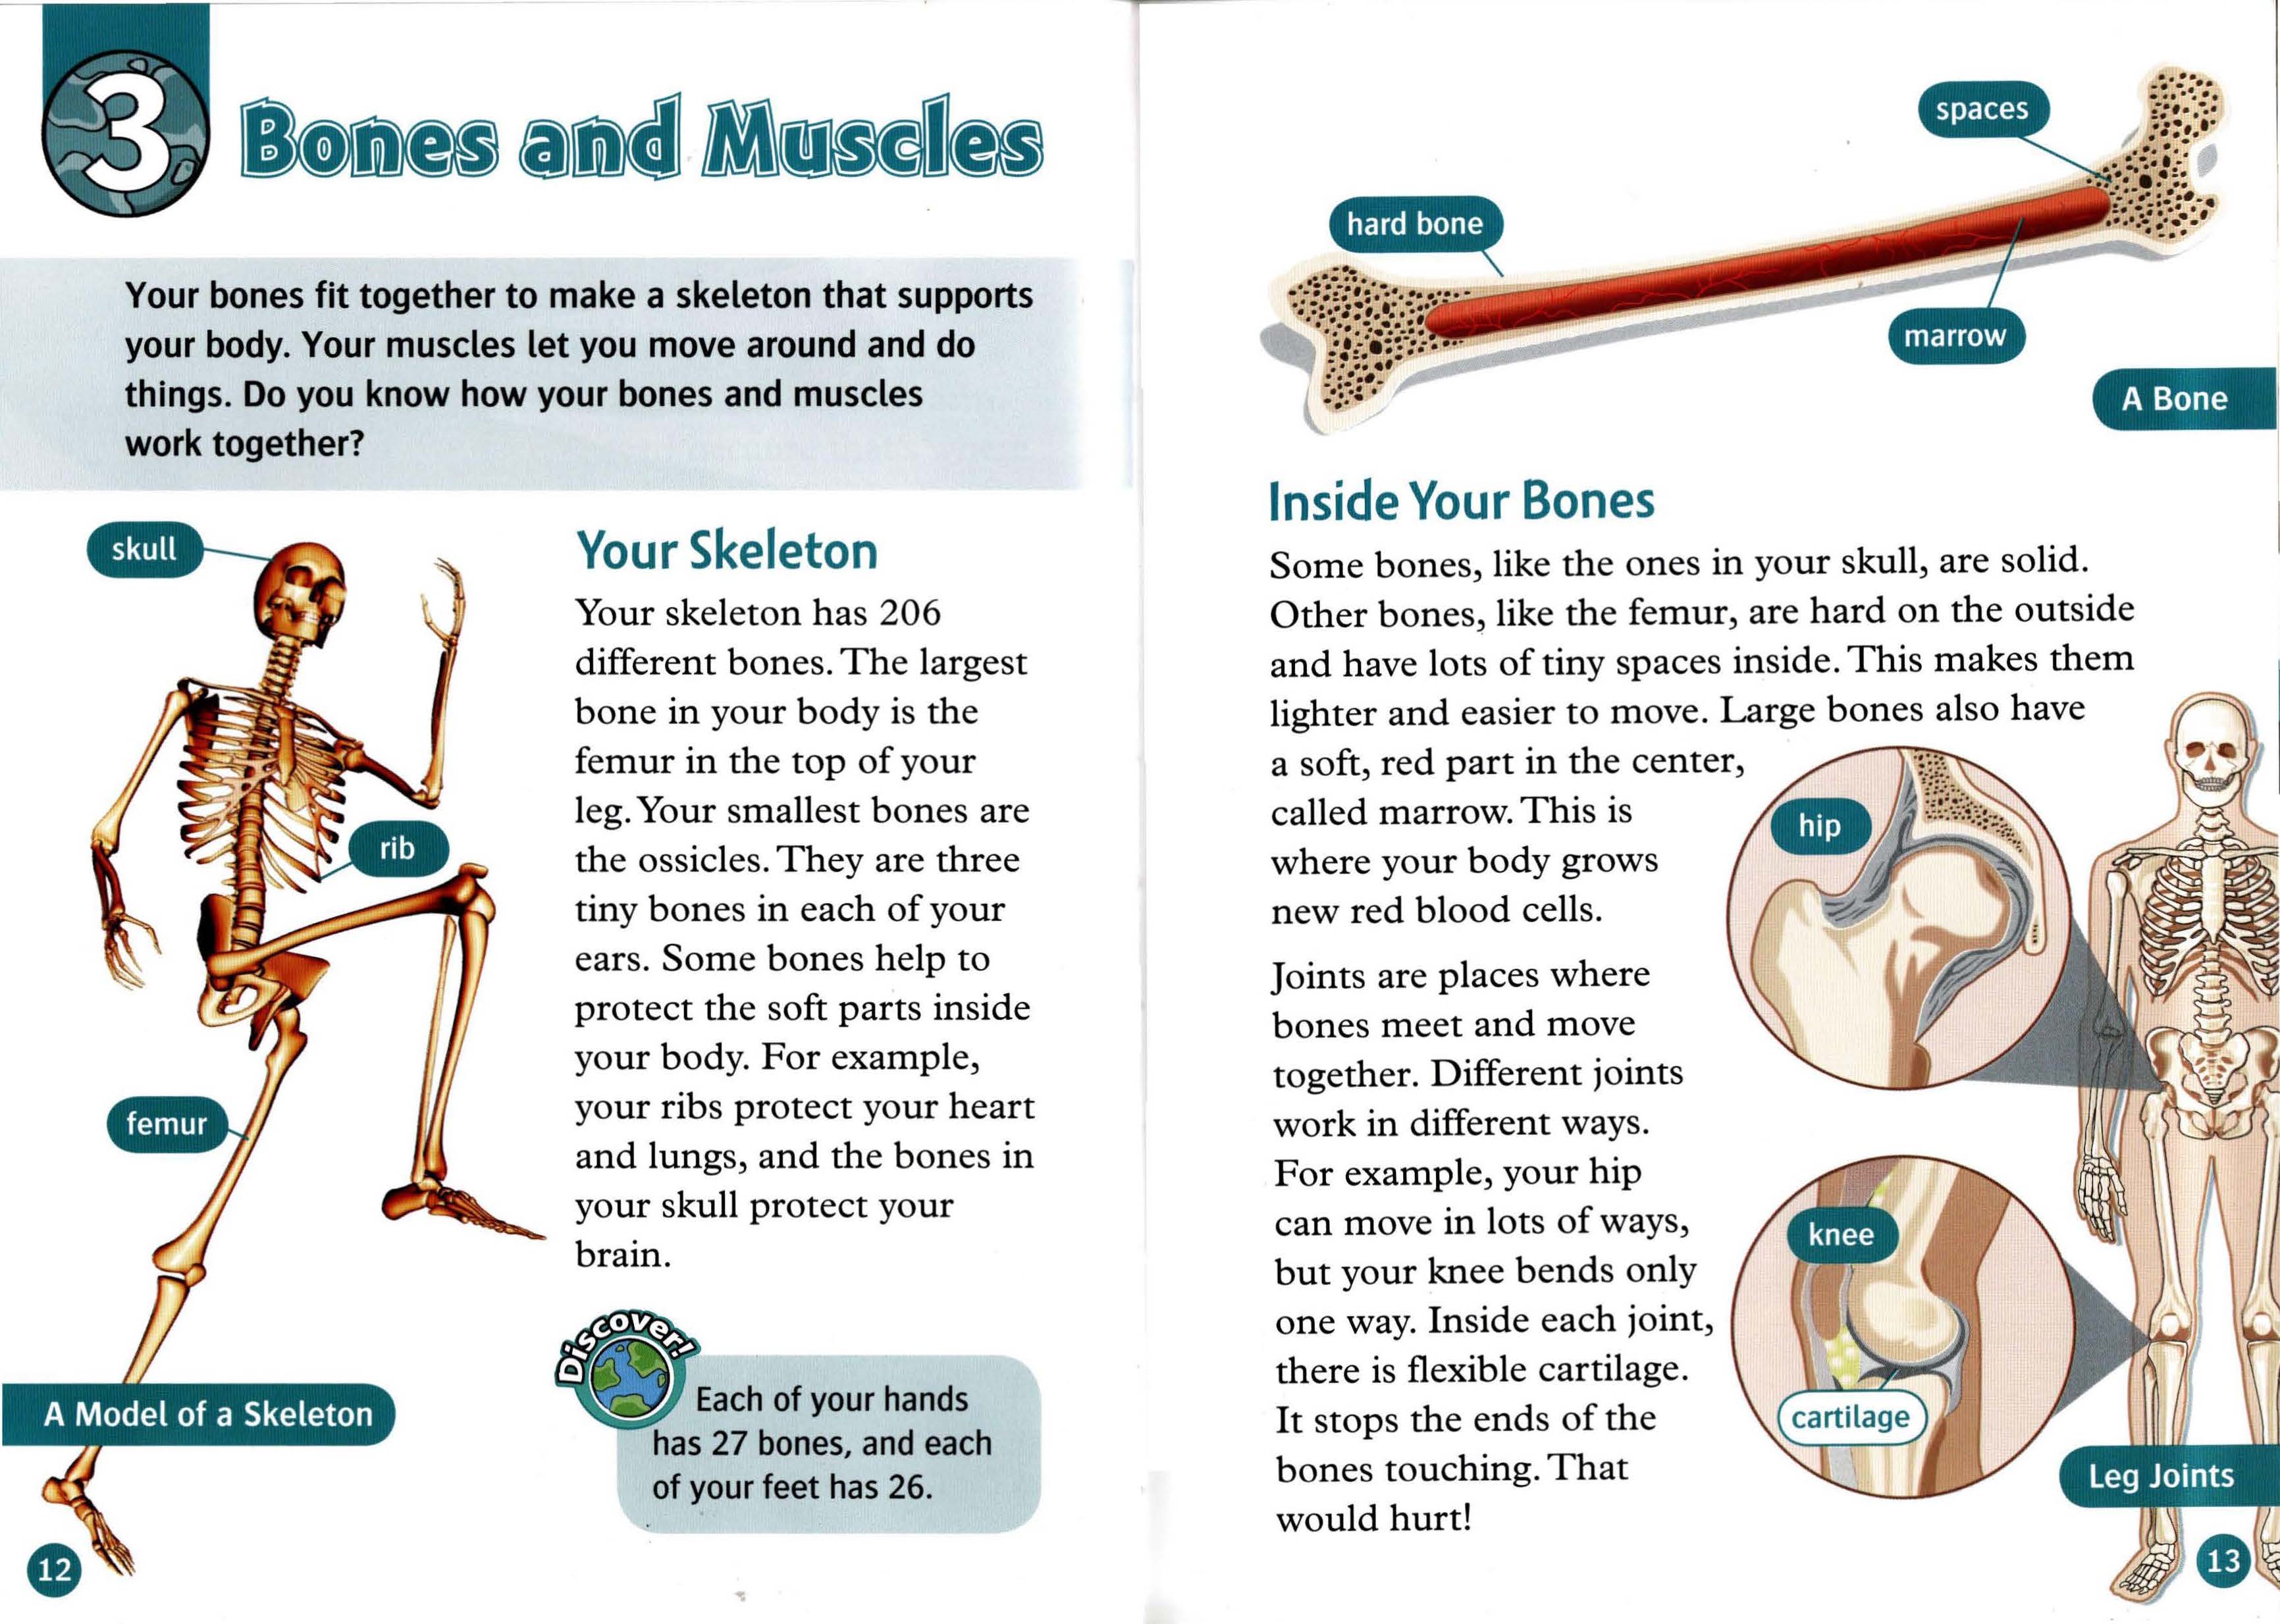 3
Bones and Muscles
Your bones fit together to make a skeleton that supports
your body. Your muscles let you move around and do
things. Do you know how your bones and muscles
work together?
skull
rib
femur
A Model of a Skeleton
Your Skeleton
Your skeleton has 206
different bones. The largest
bone in your body is the
femur in the top of your
leg. Your smallest bones are
the ossicles. They are three
tiny bones in each of your
ears. Some bones help to
protect the soft parts inside
your body. For example,
your ribs protect your heart
and lungs, and the bones in
your skull protect your
brain.
Discover!
Each of your hands
has 27 bones, and each
of your feet has 26.
12
spaces
hard bone
marrow
A Bone
Inside Your Bones
Some bones, like the ones in your skull, are solid.
Other bones, like the femur, are hard on the outside
and have lots of tiny spaces inside. This makes them
lighter and easier to move. Large bones also have
a soft, red part in the center,
called marrow. This is
where your body grows
new red blood cells.
Joints are places where
bones meet and move
together. Different joints
work in different ways.
For example, your hip
can move in lots of ways,
but your knee bends only
one way. Inside each joint,
there is flexible cartilage.
It stops the ends of the
bones touching. That
would hurt!
hip
knee
cartilage
Leg Joints
13